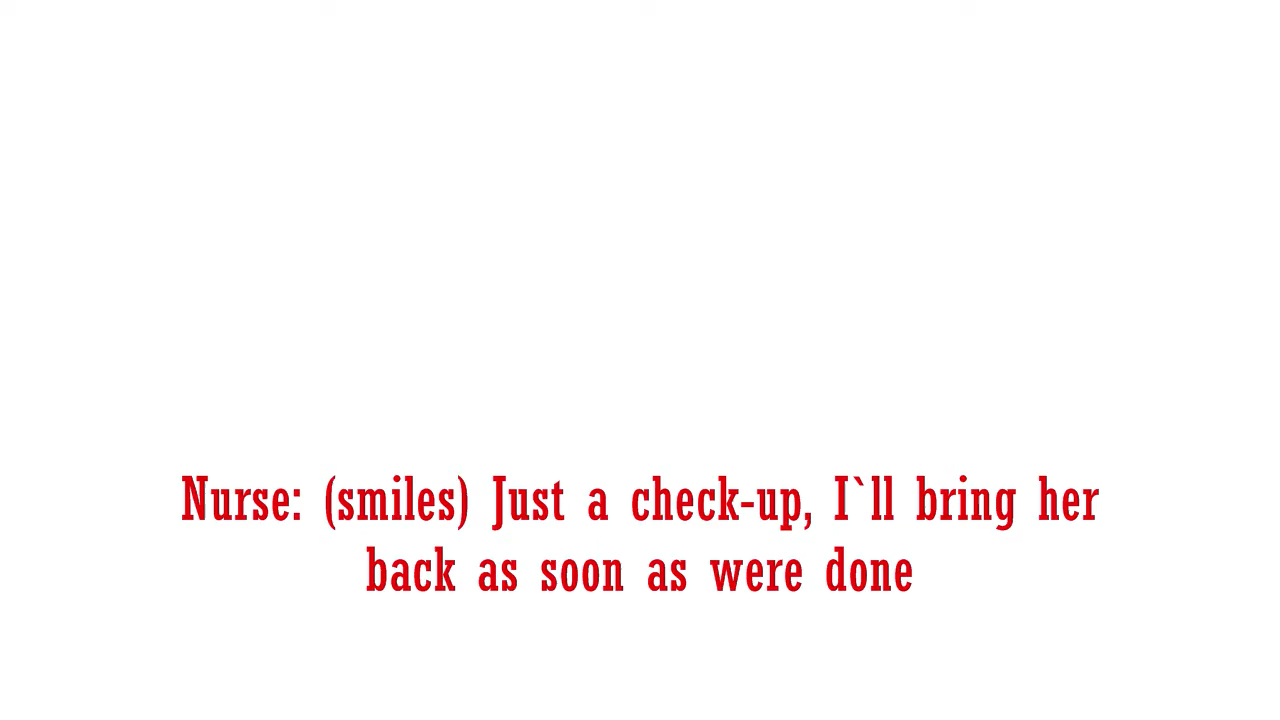 Nurse: (smiles) Just a check-up, I`ll bring her
back as soon as were done